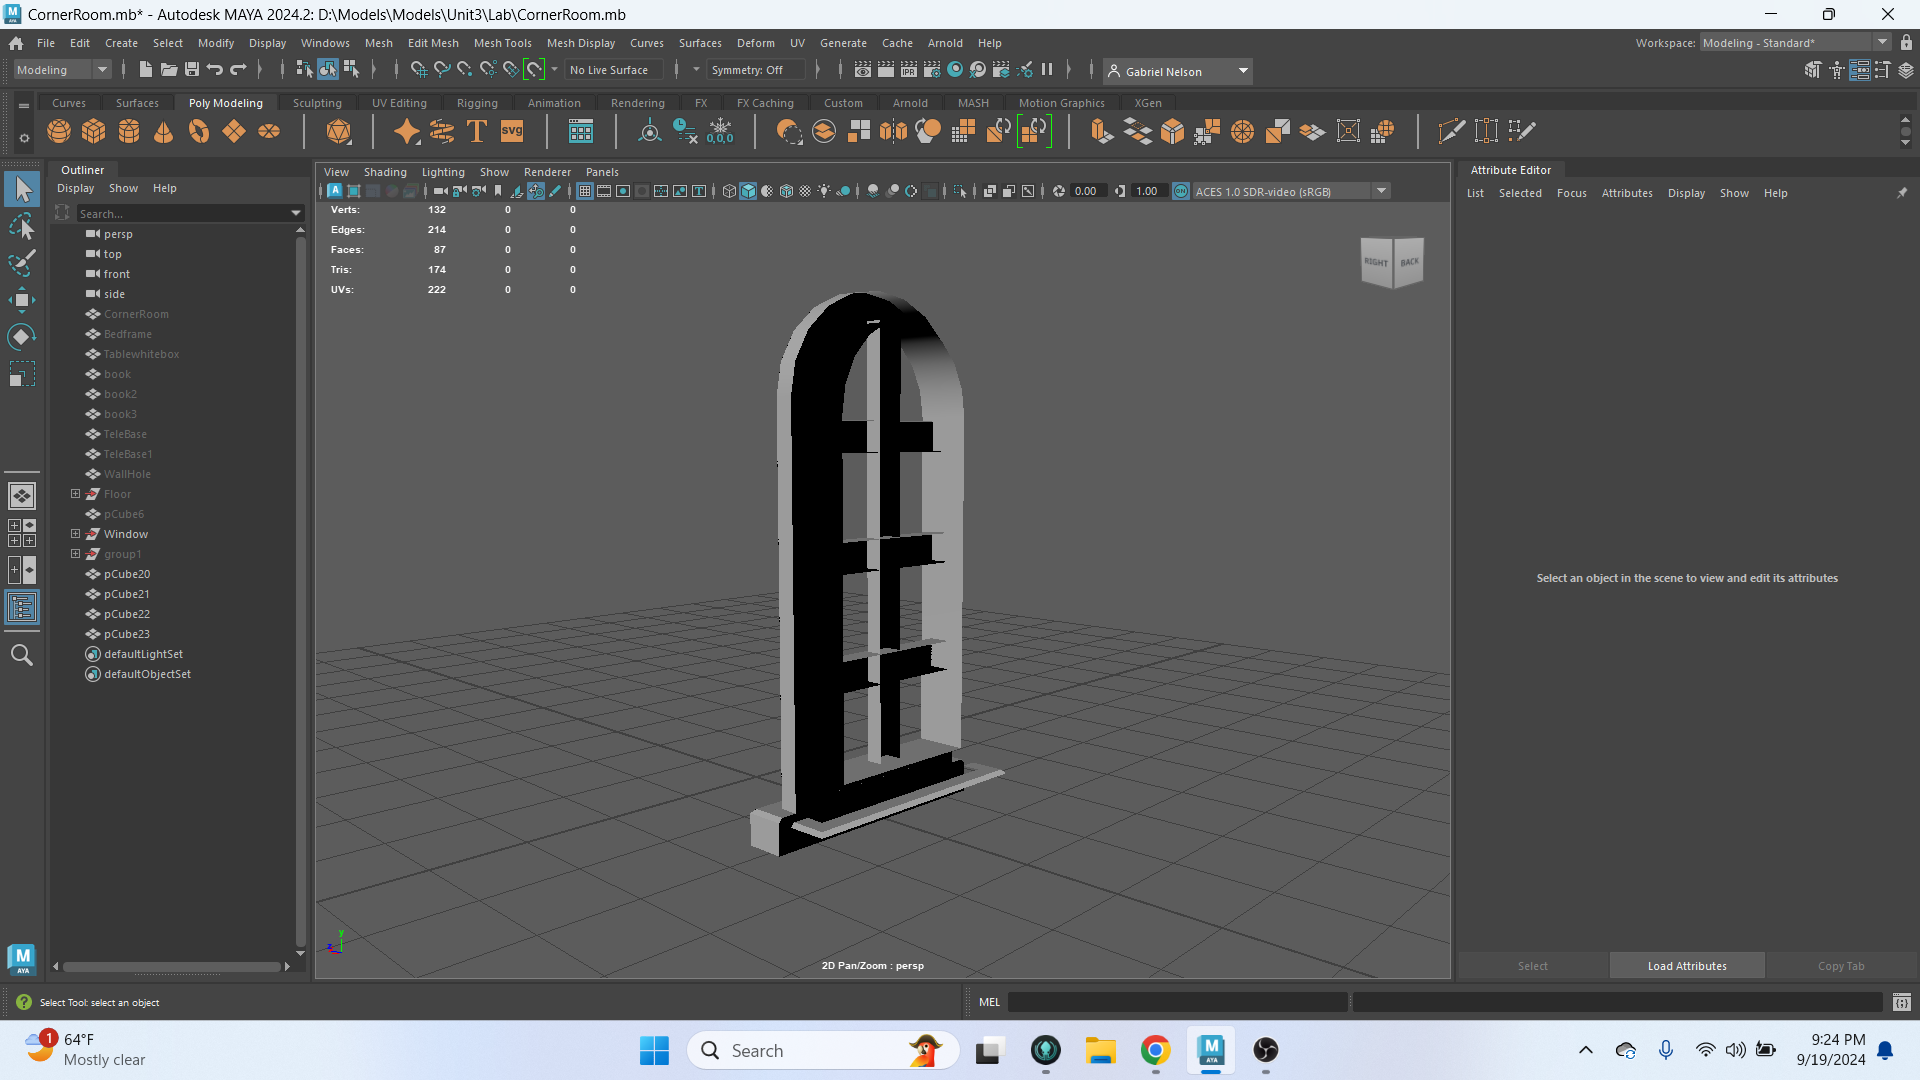 CornerRoom.mb* - Autodesk MAYA 2024.2: D:\Models\Models\Unit3\Lab\CornerRoom.mb
File Edit Create Select Modify Display Windows Mesh Edit Mesh Mesh Tools Mesh Display Curves Surfaces Deform UV Generate Cache Arnold Help
Workspace: Modeling - Standard*
Modeling No Live Surface Symmetry: Off IPR Gabriel Nelson
Curves Surfaces Poly Modeling Sculpting UV Editing Rigging Animation Rendering FX FX Caching Custom Arnold MASH Motion Graphics XGen
SVG 0,0,0
Outliner
Display Show Help
Search...
persp
top
front
side
CornerRoom
Bedframe
Tablewhitebox
book
book2
book3
TeleBase
TeleBase1
WallHole
Floor
pCube6
Window
group1
pCube20
pCube21
pCube22
pCube23
defaultLightSet
defaultObjectSet
View Shading Lighting Show Renderer Panels
0.00 1.00 ON ACES 1.0 SDR-video (sRGB)
Verts: 132 0 0
Edges: 214 0 0
Faces: 87 0 0
Tris: 174 0 0
UVs: 222 0 0
RIGHT BACK
y
z
2D Pan/Zoom : persp
Attribute Editor
List Selected Focus Attributes Display Show Help
Select an object in the scene to view and edit its attributes
Select Load Attributes Copy Tab
M
AYA
Select Tool: select an object
MEL
1
64°F
Mostly clear
Search
M
AYA
9:24 PM
9/19/2024